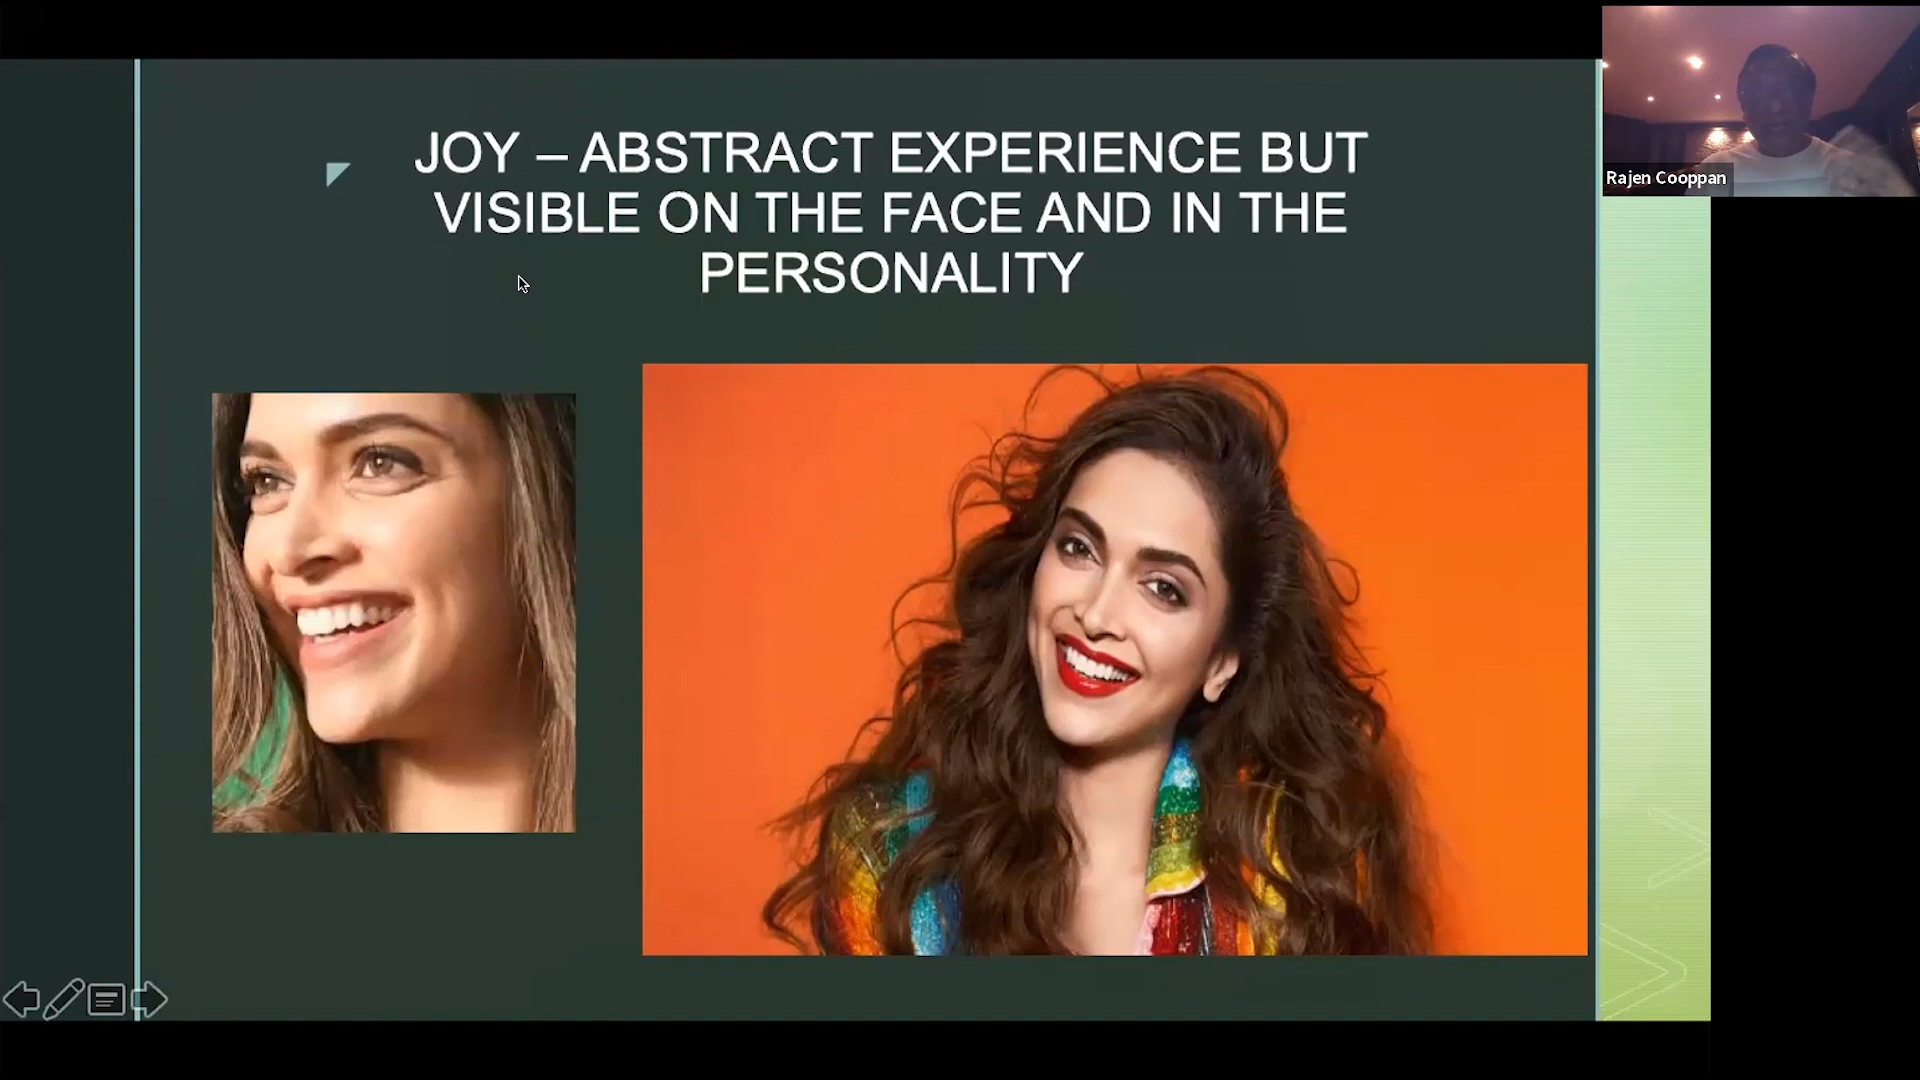 JOY – ABSTRACT EXPERIENCE BUT
VISIBLE ON THE FACE AND IN THE
PERSONALITY
Rajen Cooppan